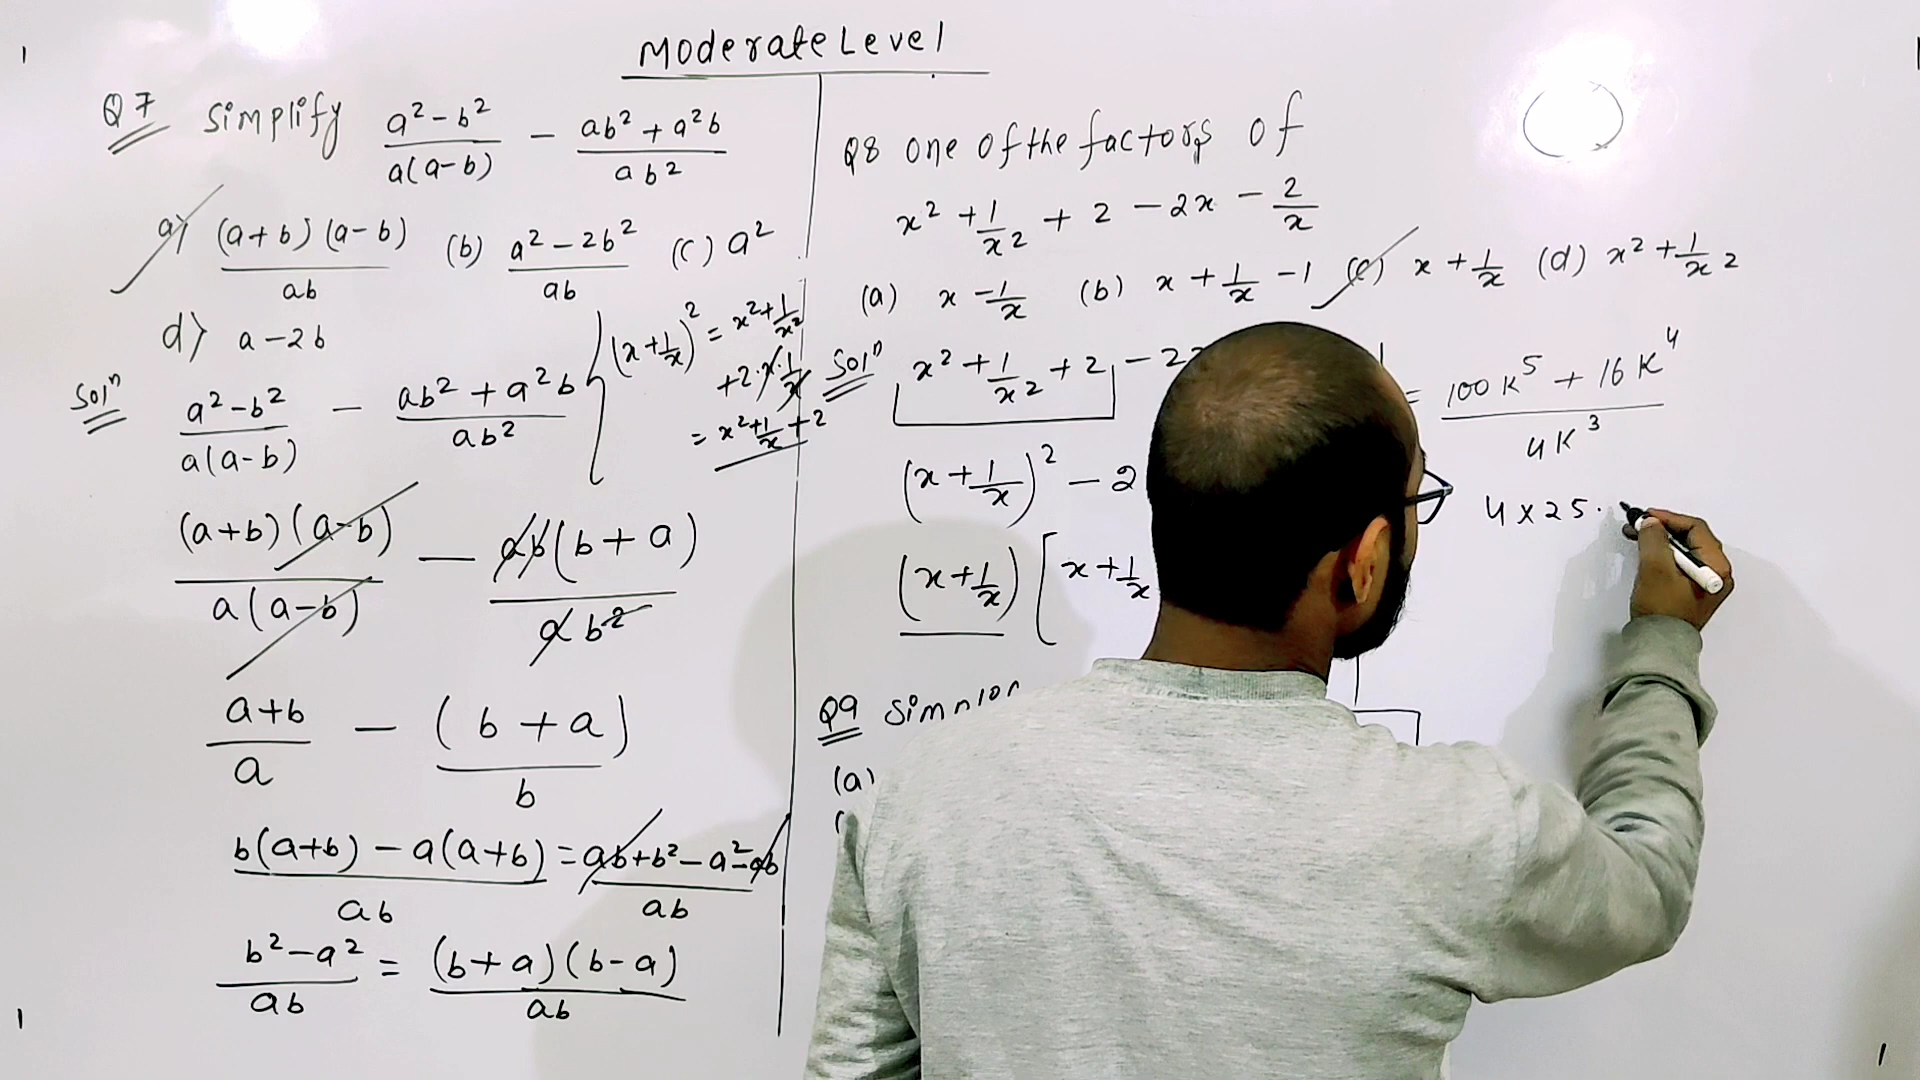 Moderate Level
Q7 Simplify (a² - b²)/(a(a-b)) - (ab² + a²b)/(ab²)
a) (a+b)(a-b)/ab (b) (a² - 2b²)/ab (c) a²
d) a - 2b
Solⁿ (a² - b²)/(a(a-b)) - (ab² + a²b)/(ab²)
(a+b)(a-b)/(a(a-b)) - ab(b+a)/(ab²)
(a+b)/a - (b+a)/b
(b(a+b) - a(a+b))/ab = (ab + b² - a² - ab)/ab
(b² - a²)/ab = (b+a)(b-a)/ab
(x + 1/x)² = x² + 1/x²
+ 2·x·1/x
= x² + 1/x + 2
Q8 One of the factors of
x² + 1/x² + 2 - 2x - 2/x
(a) x - 1/x (b) x + 1/x - 1 (c) x + 1/x (d) x² + 1/x²
Solⁿ x² + 1/x² + 2 - 2
(x + 1/x)² - 2
(x + 1/x) [x + 1/x
Q9
(a)
= (100K⁵ + 16K⁴)/(4K³)
4 × 25.